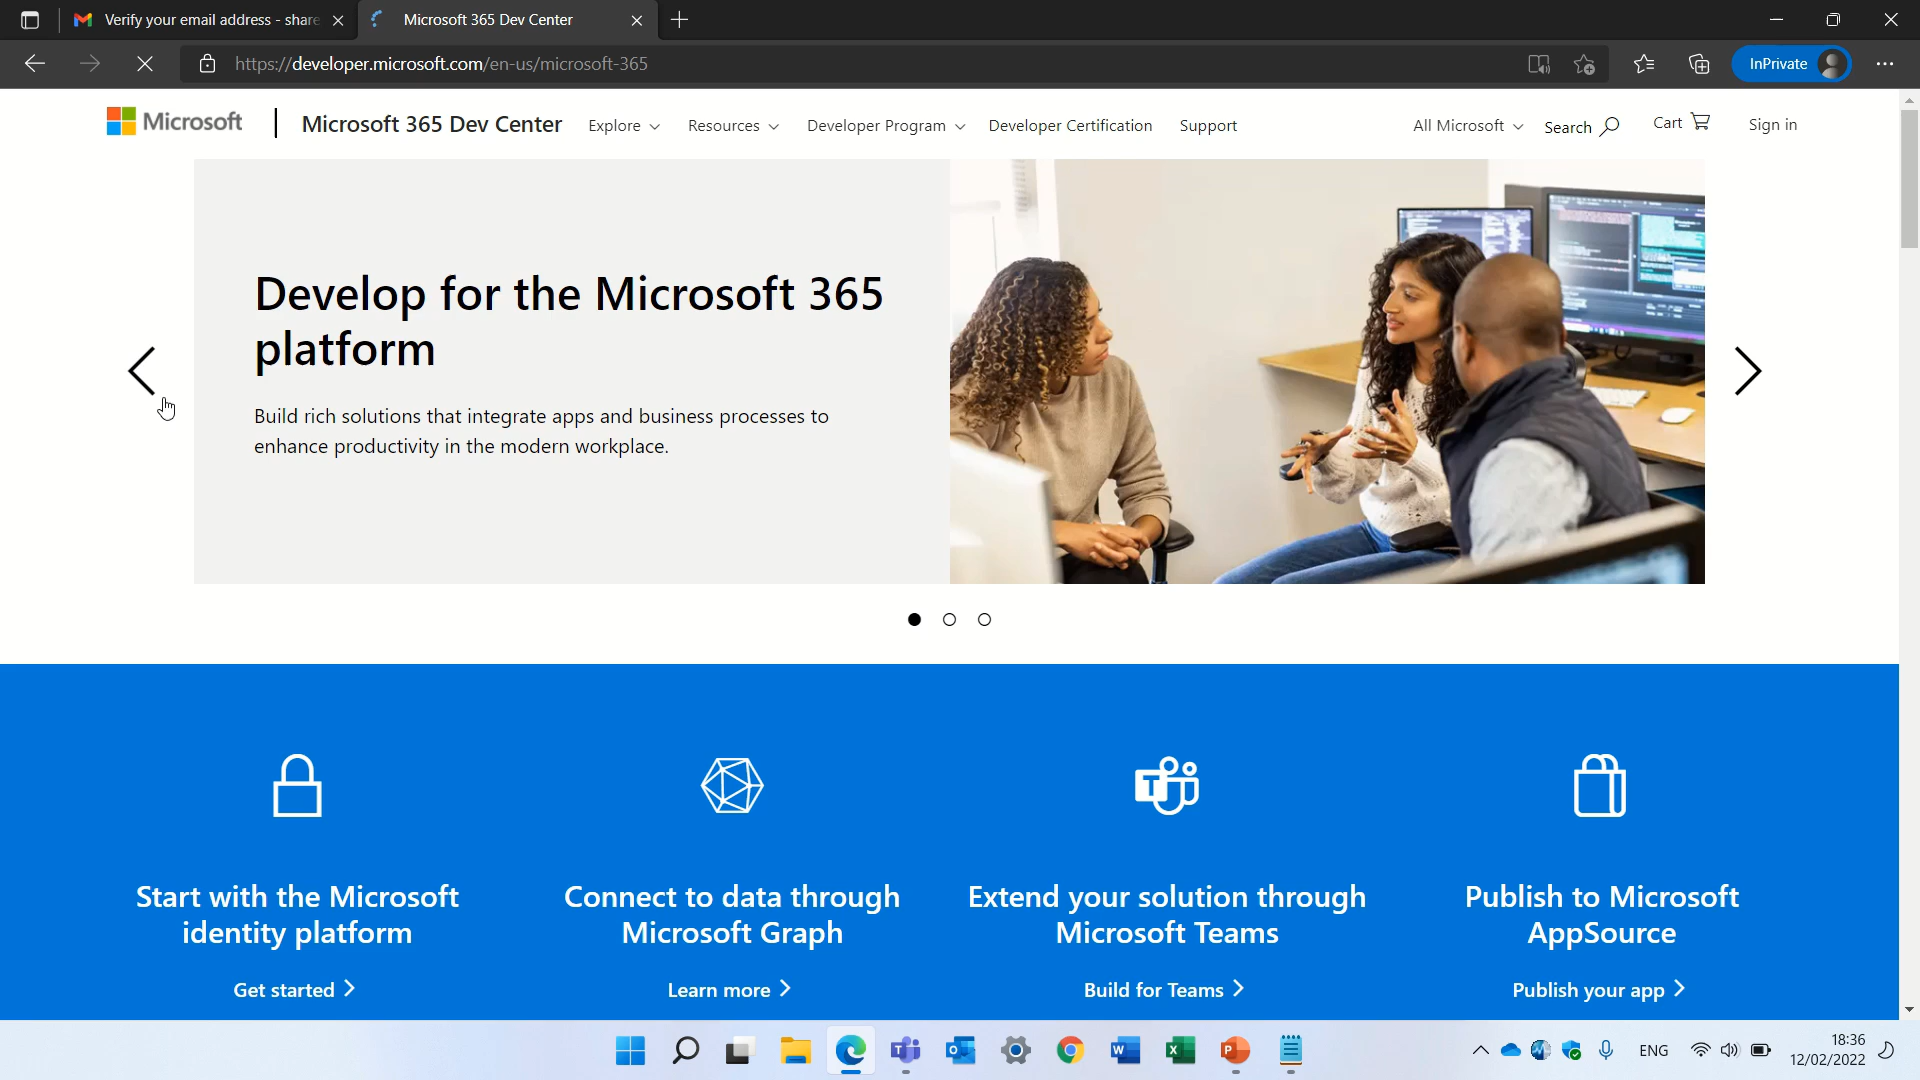 Verify your email address - share
Microsoft 365 Dev Center
https://developer.microsoft.com/en-us/microsoft-365
InPrivate
Microsoft
Microsoft 365 Dev Center
Explore
Resources
Developer Program
Developer Certification
Support
All Microsoft
Search
Cart
Sign in
Develop for the Microsoft 365
platform
Build rich solutions that integrate apps and business processes to
enhance productivity in the modern workplace.
Start with the Microsoft
identity platform
Get started
Connect to data through
Microsoft Graph
Learn more
Extend your solution through
Microsoft Teams
Build for Teams
Publish to Microsoft
AppSource
Publish your app
ENG
18:36
12/02/2022